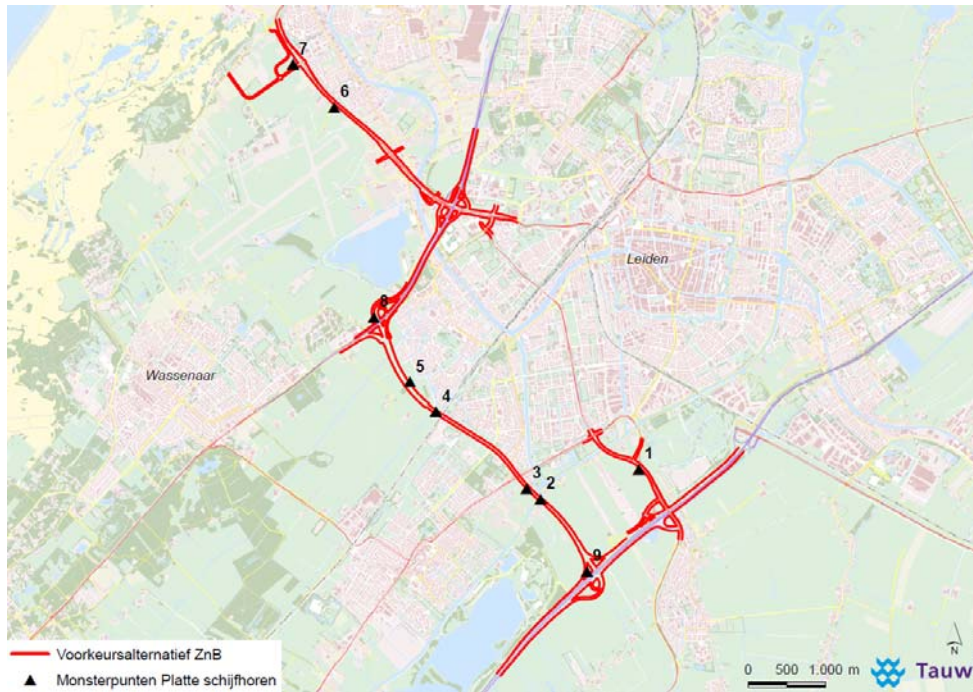 7
6
Leiden
8
Wassenaar
5
4
1
3
2
9
N
Voorkeursalternatief ZnB
Monsterpunten Platte schijfhoren
0 500 1.000 m
Tauw